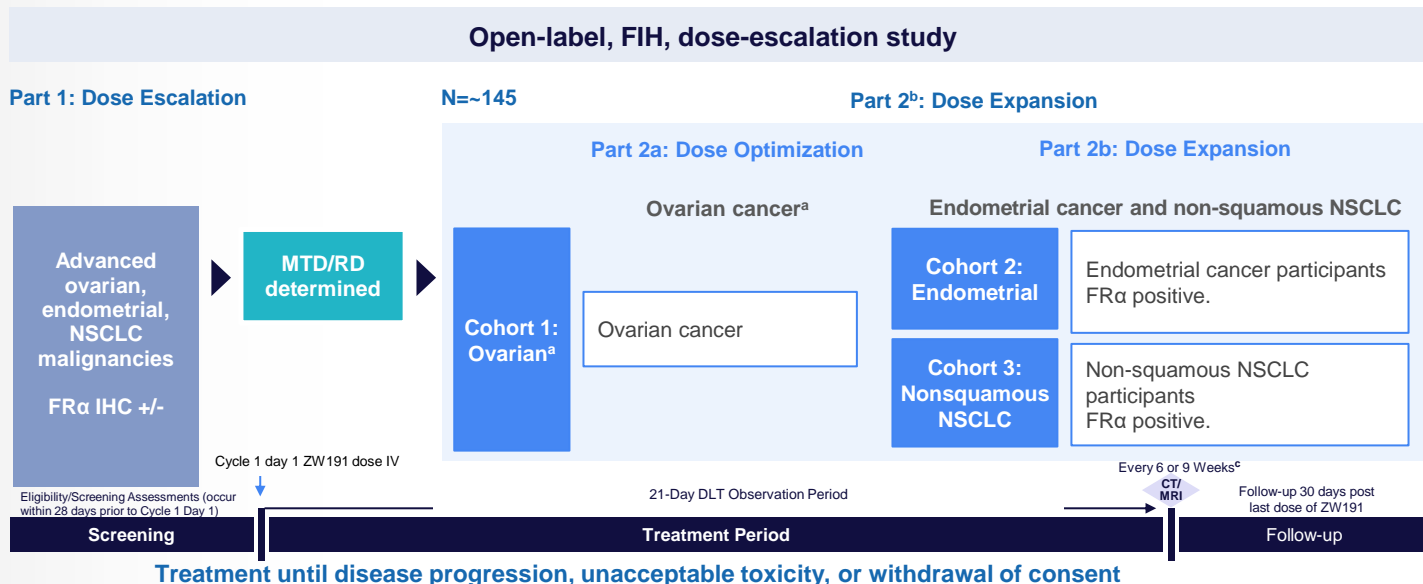 Open-label, FIH, dose-escalation study
Part 1: Dose Escalation
N=~145
Part 2ᵇ: Dose Expansion
Part 2a: Dose Optimization
Part 2b: Dose Expansion
Ovarian cancerᵃ
Endometrial cancer and non-squamous NSCLC
Advanced
ovarian,
endometrial,
NSCLC
malignancies
FRα IHC +/-
MTD/RD
determined
Cohort 1:
Ovarianᵃ
Ovarian cancer
Cohort 2:
Endometrial
Endometrial cancer participants
FRα positive.
Cohort 3:
Nonsquamous
NSCLC
Non-squamous NSCLC
participants
FRα positive.
Cycle 1 day 1 ZW191 dose IV
Every 6 or 9 Weeksᶜ
CT/
MRI
Eligibility/Screening Assessments (occur
within 28 days prior to Cycle 1 Day 1)
21-Day DLT Observation Period
Follow-up 30 days post
last dose of ZW191
Screening
Treatment Period
Follow-up
Treatment until disease progression, unacceptable toxicity, or withdrawal of consent